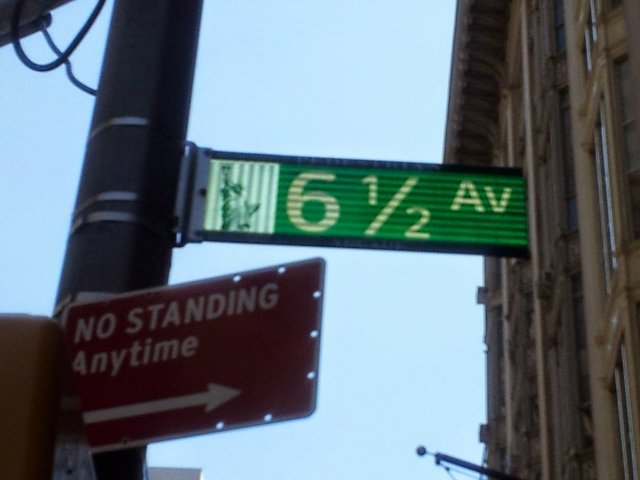 6 ½ Av
NO STANDING
Anytime